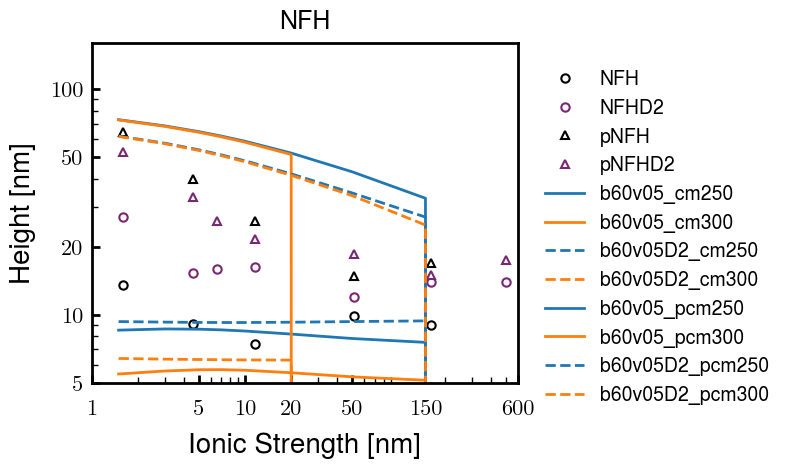 NFH
Height [nm]
100
50
20
10
5
1
5
10
20
50
150
600
Ionic Strength [nm]
NFH
NFHD2
pNFH
pNFHD2
b60v05_cm250
b60v05_cm300
b60v05D2_cm250
b60v05D2_cm300
b60v05_pcm250
b60v05_pcm300
b60v05D2_pcm250
b60v05D2_pcm300